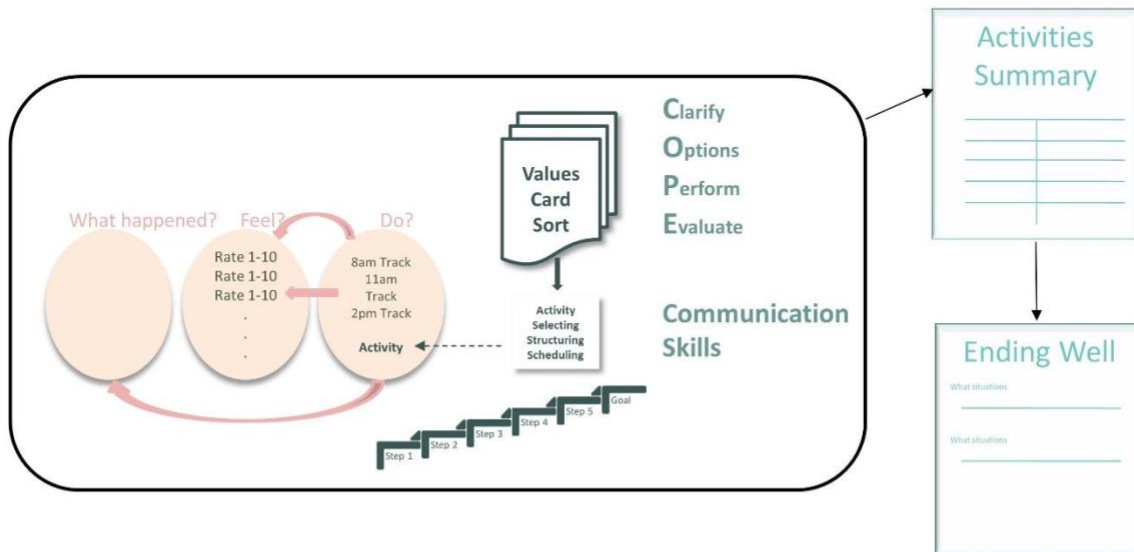 Activities
Summary
Clarify
Options
Perform
Evaluate
Values
Card
Sort
What happened? Feel? Do?
Rate 1-10
Rate 1-10
Rate 1-10
.
.
.
8am Track
11am
Track
2pm Track
Activity
Activity
Selecting
Structuring
Scheduling
Communication
Skills
Step 1
Step 2
Step 3
Step 4
Step 5
Goal
Ending Well
What situations
What situations